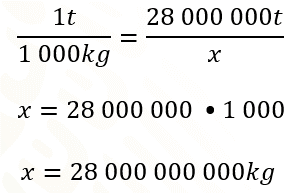 1t / 1 000kg = 28 000 000t / x
x = 28 000 000 • 1 000
x = 28 000 000 000kg